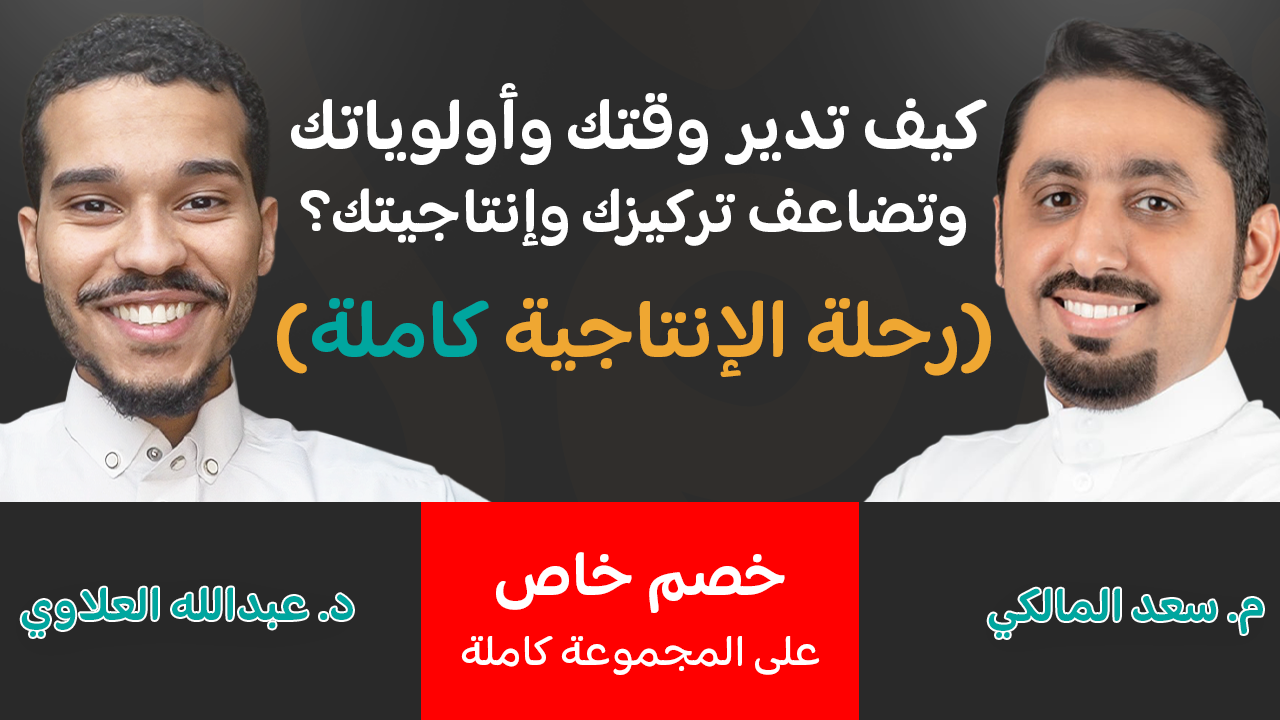 كيف تدير وقتك وأولوياتك
وتضاعف تركيزك وإنتاجيتك؟
(رحلة الإنتاجية كاملة)
م. سعد المالكي
خصم خاص
على المجموعة كاملة
د. عبدالله العلاوي